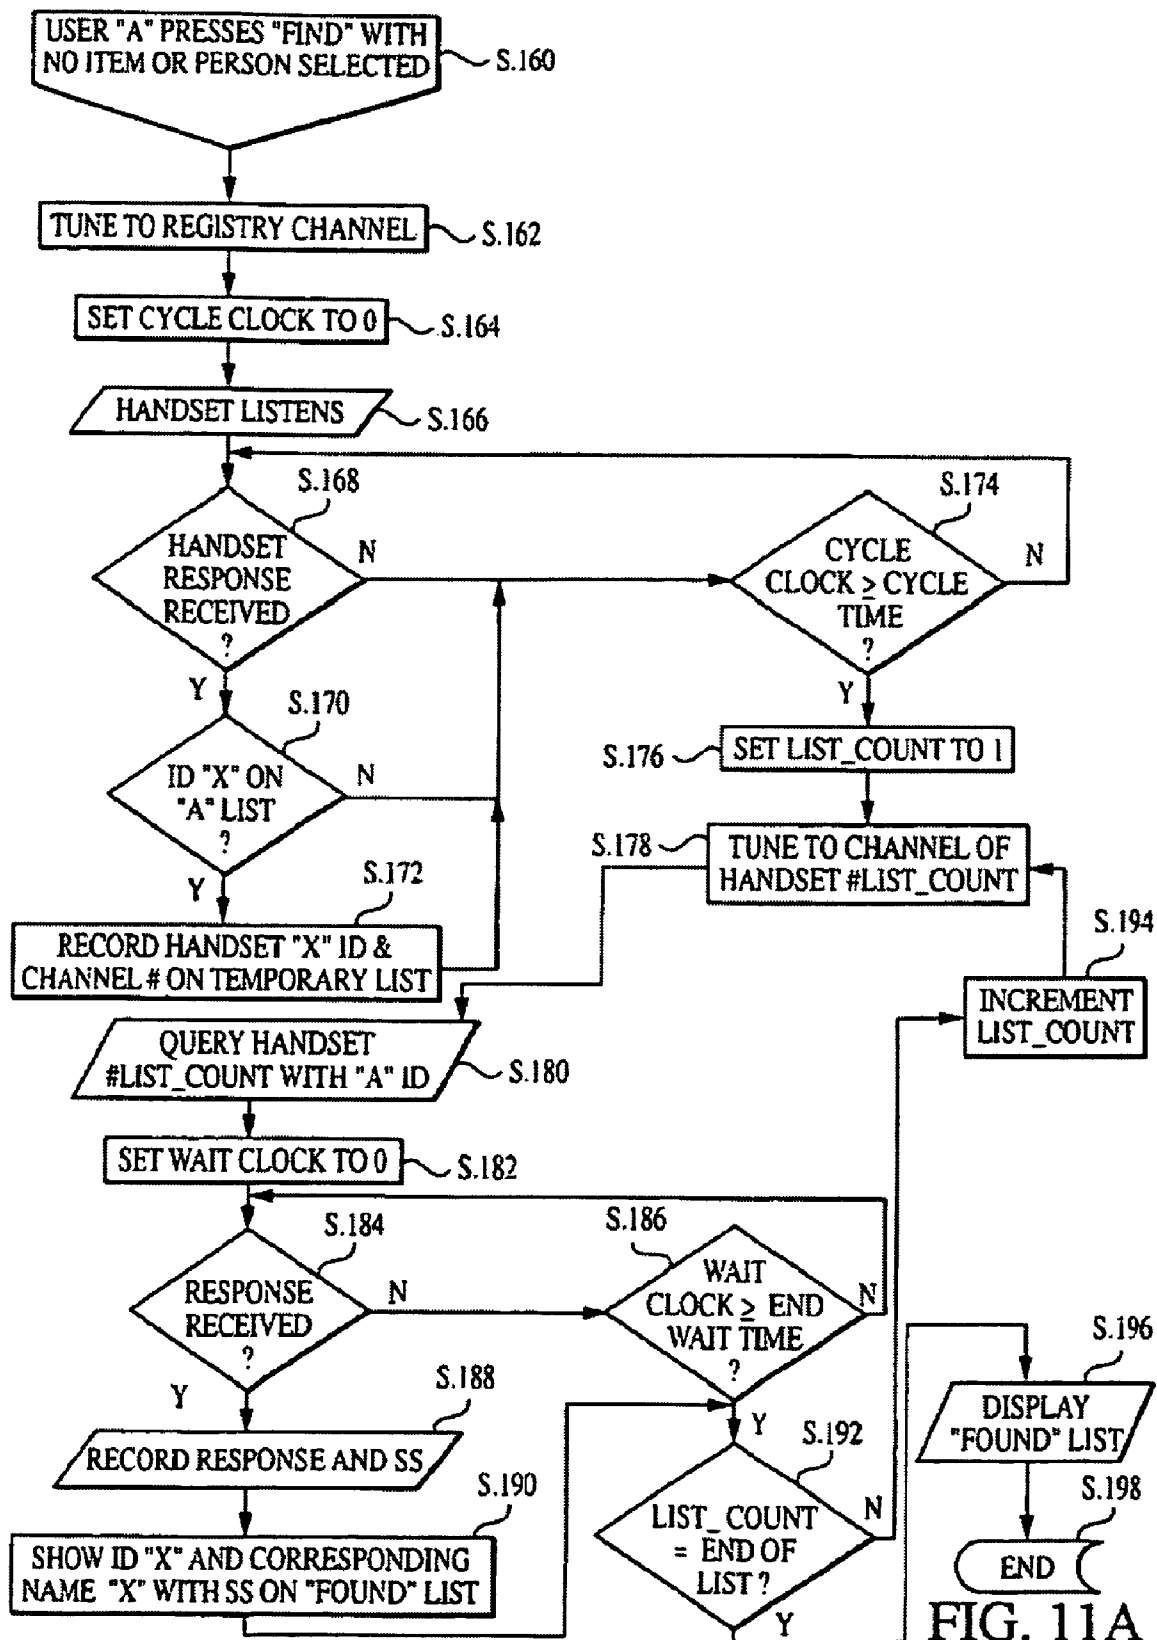 USER "A" PRESSES "FIND" WITH
NO ITEM OR PERSON SELECTED
S.160
TUNE TO REGISTRY CHANNEL
S.162
SET CYCLE CLOCK TO 0
S.164
HANDSET LISTENS
S.166
S.168
HANDSET
RESPONSE
RECEIVED
?
N
Y
S.174
CYCLE
CLOCK ≥ CYCLE
TIME
?
N
Y
S.170
ID "X" ON
"A" LIST
?
N
Y
S.176
SET LIST_COUNT TO 1
S.178
TUNE TO CHANNEL OF
HANDSET #LIST_COUNT
S.172
RECORD HANDSET "X" ID &
CHANNEL # ON TEMPORARY LIST
S.194
INCREMENT
LIST_COUNT
QUERY HANDSET
#LIST_COUNT WITH "A" ID
S.180
SET WAIT CLOCK TO 0
S.182
S.184
RESPONSE
RECEIVED
?
N
Y
S.186
WAIT
CLOCK ≥ END
WAIT TIME
?
N
Y
S.188
RECORD RESPONSE AND SS
S.190
SHOW ID "X" AND CORRESPONDING
NAME "X" WITH SS ON "FOUND" LIST
S.192
LIST_COUNT
= END OF
LIST ?
N
Y
S.196
DISPLAY
"FOUND" LIST
S.198
END
FIG. 11A